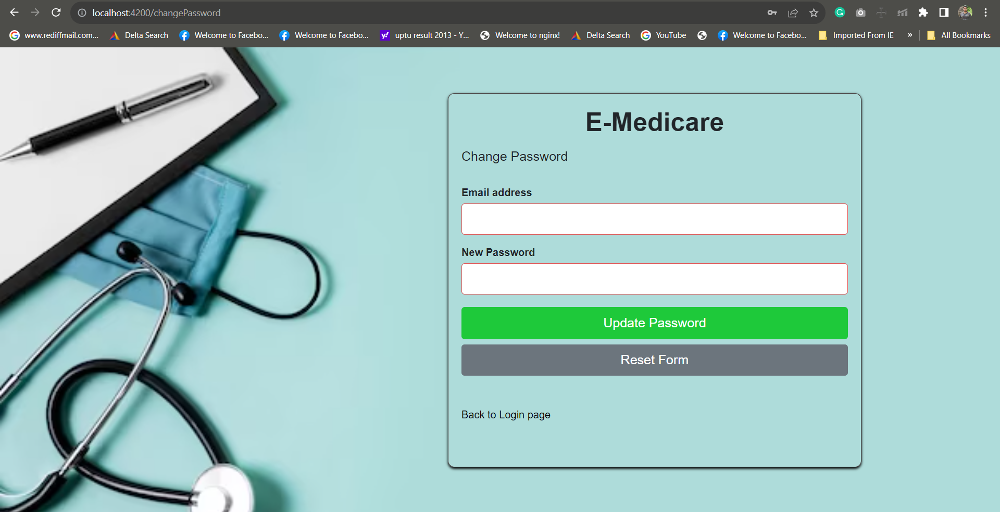 localhost:4200/changePassword
www.rediffmail.com... Delta Search Welcome to Facebo... Welcome to Facebo... uptu result 2013 - Y... Welcome to nginx! Delta Search YouTube Welcome to Facebo... Imported From IE » All Bookmarks
E-Medicare
Change Password
Email address
New Password
Update Password
Reset Form
Back to Login page